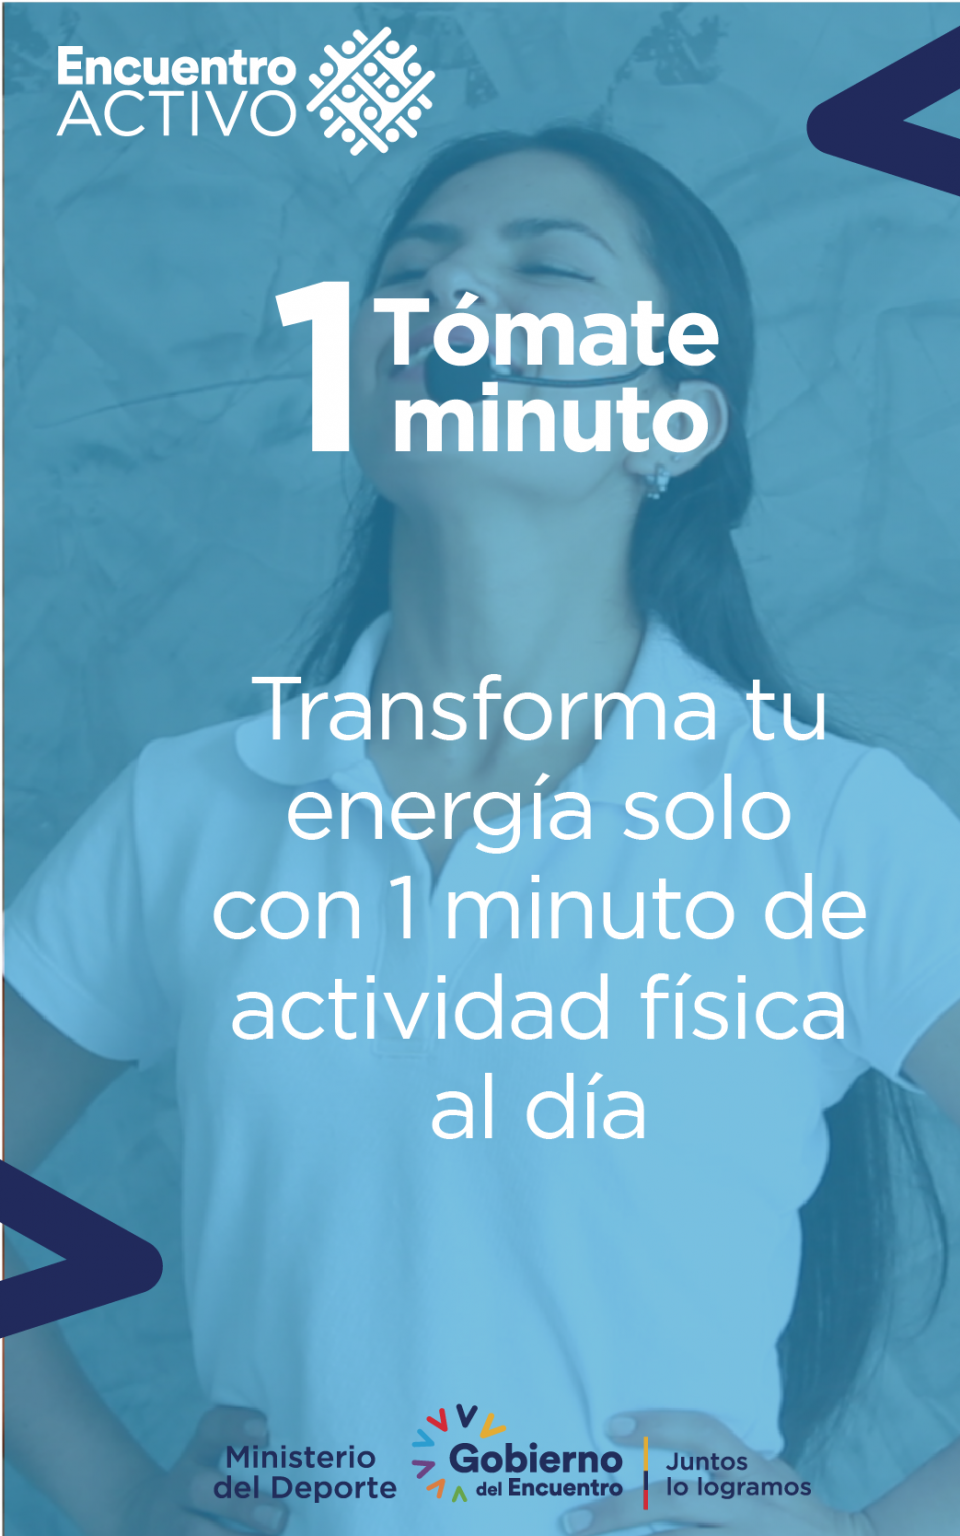 Encuentro
ACTIVO
1 Tómate
minuto
Transforma tu
energía solo
con 1 minuto de
actividad física
al día
Ministerio
del Deporte
Gobierno
del Encuentro
Juntos
lo logramos